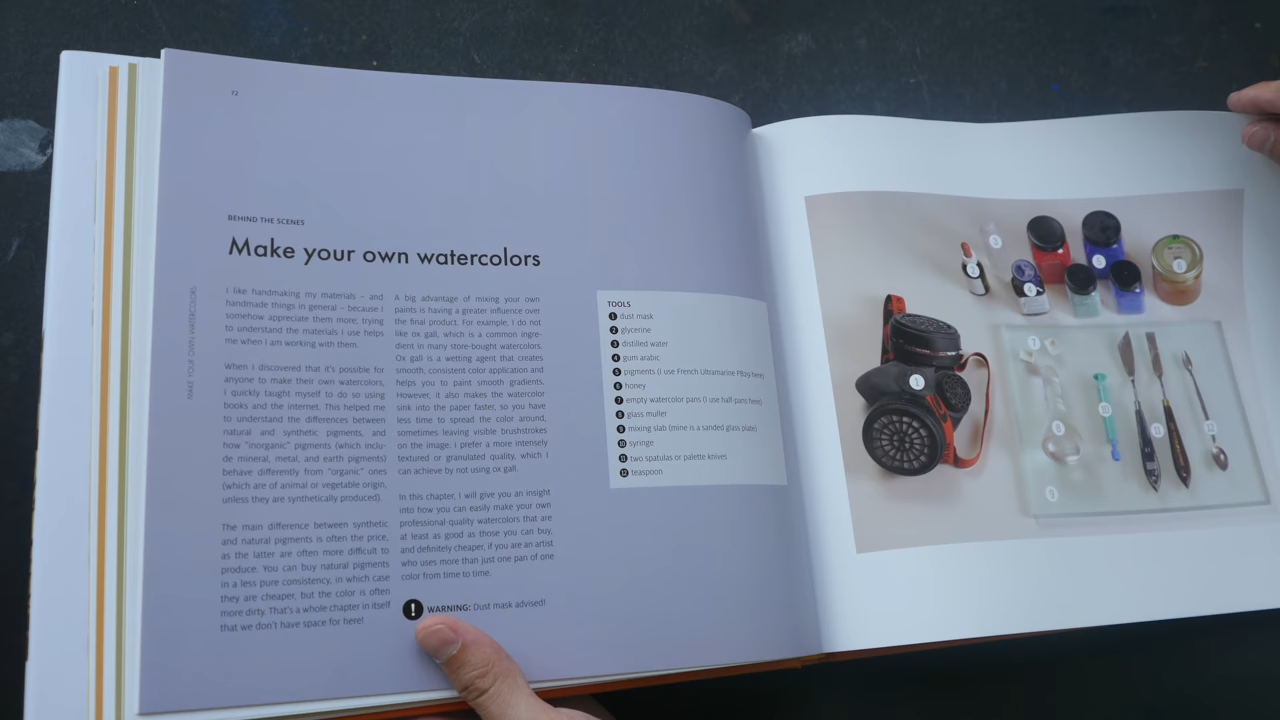 72
BEHIND THE SCENES
Make your own watercolors
MAKE YOUR OWN WATERCOLORS
I like handmaking my materials – and
handmade things in general – because I
somehow appreciate them more; trying
to understand the materials I use helps
me when I am working with them.
When I discovered that it's possible for
anyone to make their own watercolors,
I quickly taught myself to do so using
books and the internet. This helped me
to understand the differences between
natural and synthetic pigments, and
how "inorganic" pigments (which inclu-
de mineral, metal, and earth pigments)
behave differently from "organic" ones
(which are of animal or vegetable origin,
unless they are synthetically produced).
The main difference between synthetic
and natural pigments is often the price,
as the latter are often more difficult to
produce. You can buy natural pigments
in a less pure consistency, in which case
they are cheaper, but the color is often
more dirty. That's a whole chapter in itself
that we don't have space for here!
A big advantage of mixing your own
paints is having a greater influence over
the final product. For example, I do not
like ox gall, which is a common ingre-
dient in many store-bought watercolors.
Ox gall is a wetting agent that creates
smooth, consistent color application and
helps you to paint smooth gradients.
However, it also makes the watercolor
sink into the paper faster, so you have
less time to spread the color around,
sometimes leaving visible brushstrokes
on the image. I prefer a more intensely
textured or granulated quality, which I
can achieve by not using ox gall.
In this chapter, I will give you an insight
into how you can easily make your own
professional-quality watercolors that are
at least as good as those you can buy,
and definitely cheaper, if you are an artist
who uses more than just one pan of one
color from time to time.
! WARNING: Dust mask advised!
TOOLS
1 dust mask
2 glycerine
3 distilled water
4 gum arabic
5 pigments (I use French Ultramarine PB29 here)
6 honey
7 empty watercolor pans (I use half-pans here)
8 glass muller
9 mixing slab (mine is a sanded glass plate)
10 syringe
11 two spatulas or palette knives
12 teaspoon
3
2
4
5
6
7
1
8
10
11
12
9